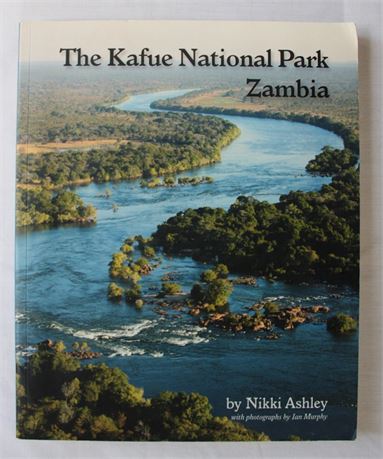 The Kafue National Park
Zambia
by Nikki Ashley
with photographs by Ian Murphy